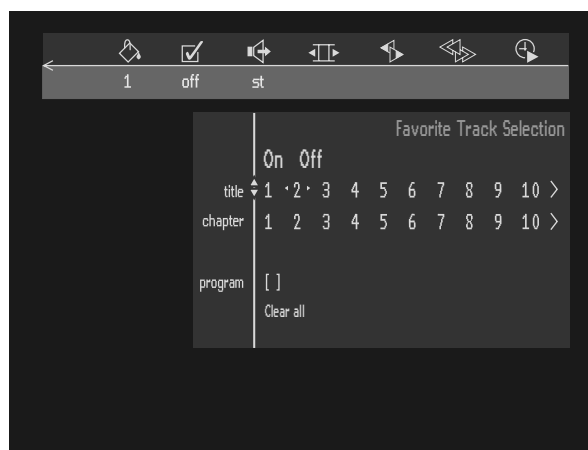 1 off st
Favorite Track Selection
On Off
title 1 2 3 4 5 6 7 8 9 10 >
chapter 1 2 3 4 5 6 7 8 9 10 >
program [ ]
Clear all